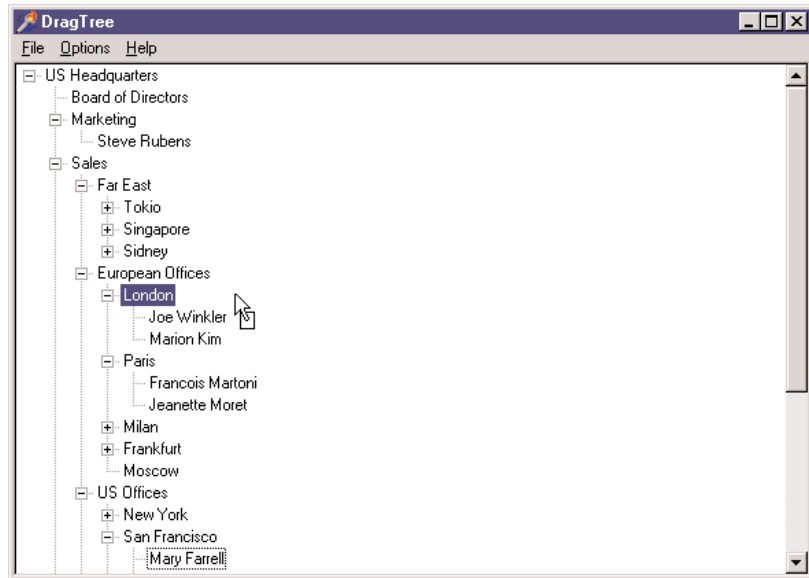 DragTree
File Options Help
US Headquarters
Board of Directors
Marketing
Steve Rubens
Sales
Far East
Tokio
Singapore
Sidney
European Offices
London
Joe Winkler
Marion Kim
Paris
Francois Martoni
Jeanette Moret
Milan
Frankfurt
Moscow
US Offices
New York
San Francisco
Mary Farrell